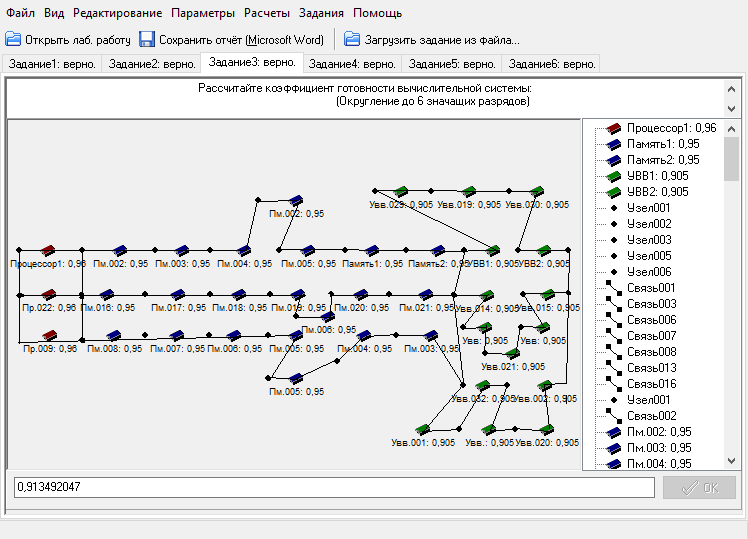 Файл Вид Редактирование Параметры Расчеты Задания Помощь
Открыть лаб. работу Сохранить отчёт (Microsoft Word) Загрузить задание из файла...
Задание1: верно. Задание2: верно. Задание3: верно. Задание4: верно. Задание5: верно. Задание6: верно.
Рассчитайте коэффициент готовности вычислительной системы:
(Округление до 6 значащих разрядов)
Увв.029: 0,905 Увв.019: 0,905 Увв.030: 0,905
Пм.002: 0,95
Процессор1: 0,96 Пм.002: 0,95 Пм.003: 0,95 Пм.004: 0,95 Пм.005: 0,95 Память1: 0,95 Память2: 0,95 УВВ1: 0,905 УВВ2: 0,905
Пр.022: 0,96 Пм.016: 0,95 Пм.017: 0,95 Пм.018: 0,95 Пм.019: 0,95 Пм.020: 0,95 Пм.021: 0,95 Увв.014: 0,905 Увв.015: 0,905
Пм.006: 0,95
Пр.009: 0,96 Пм.008: 0,95 Пм.007: 0,95 Пм.006: 0,95 Пм.005: 0,95 Пм.004: 0,95 Пм.003: 0,95 Увв: 0,905 Увв: 0,905
Увв.021: 0,905
Пм.005: 0,95
Увв.032: 0,905 Увв.002: 0,905
Увв.001: 0,905 Увв.: 0,905 Увв.020: 0,905
Процессор1: 0,96
Память1: 0,95
Память2: 0,95
УВВ1: 0,905
УВВ2: 0,905
Узел001
Узел002
Узел003
Узел005
Узел006
Связь001
Связь003
Связь006
Связь007
Связь008
Связь013
Связь016
Узел001
Связь002
Пм.002: 0,95
Пм.003: 0,95
Пм.004: 0,95
0,913492047
OK